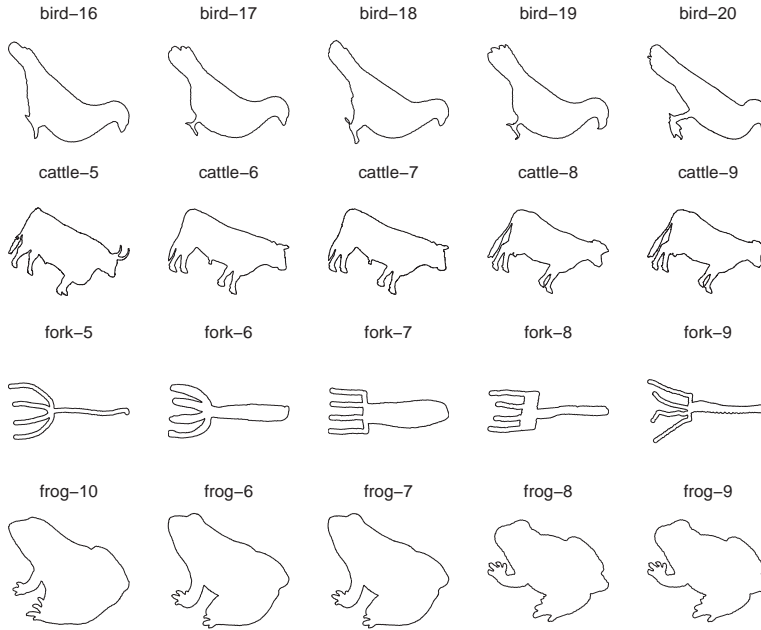 bird−16 bird−17 bird−18 bird−19 bird−20
cattle−5 cattle−6 cattle−7 cattle−8 cattle−9
fork−5 fork−6 fork−7 fork−8 fork−9
frog−10 frog−6 frog−7 frog−8 frog−9